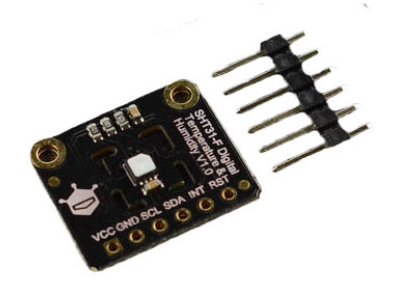 SHT31-F Digital
Temperature &
Humidity V1.0
VCC GND SCL SDA INT RST